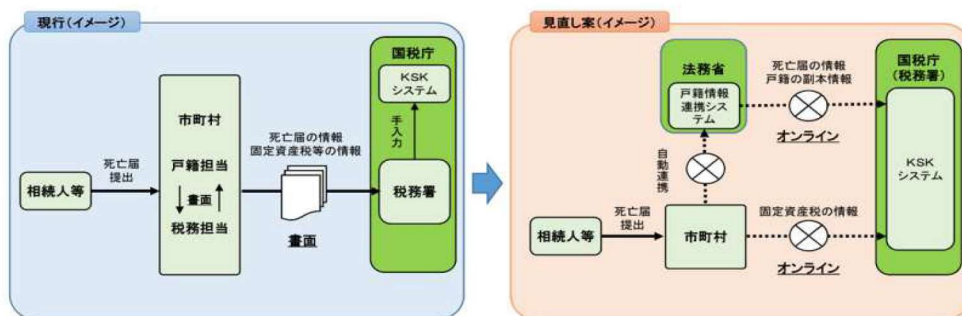 現行(イメージ)
国税庁
KSK
システム
手入力
税務署
市町村
戸籍担当
書面
税務担当
死亡届の情報
固定資産税等の情報
書面
死亡届
提出
相続人等
見直し案(イメージ)
法務省
戸籍情報
連携シス
テム
死亡届の情報
戸籍の副本情報
オンライン
国税庁
(税務署)
KSK
システム
自動連携
死亡届
提出
相続人等
市町村
固定資産税の情報
オンライン